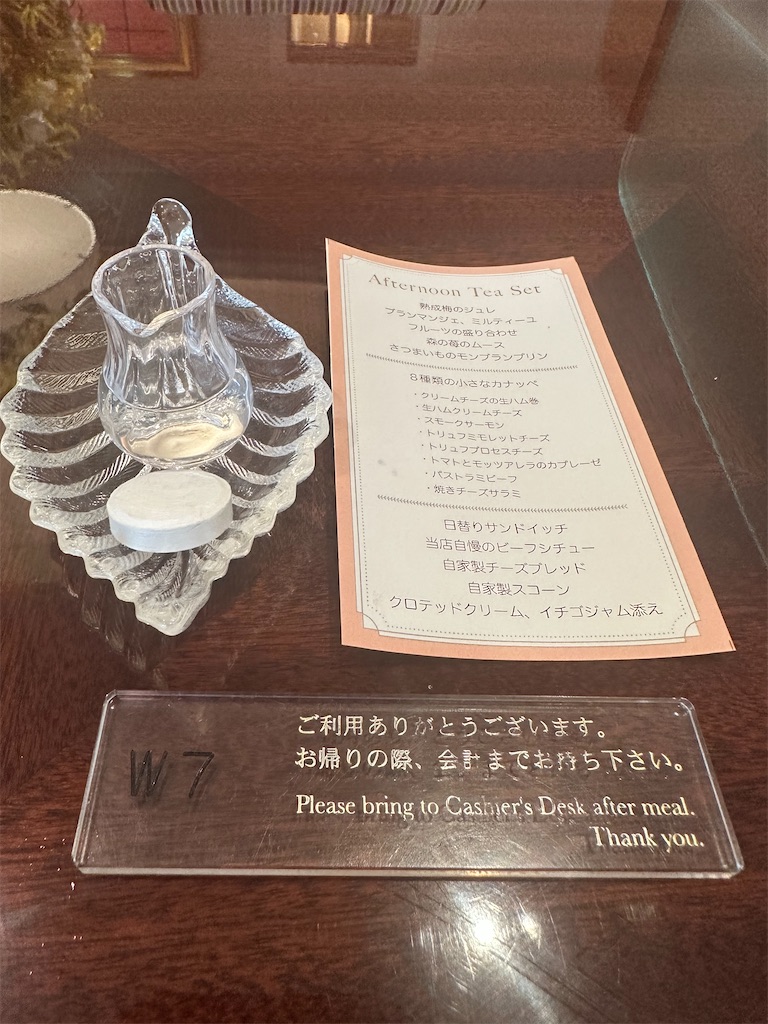 Afternoon Tea Set
熟成梅のジュレ
ブランマンジェ、ミルティーユ
フルーツの盛り合わせ
森の苺のムース
さつまいものモンブランプリン
8種類の小さなカナッペ
・クリームチーズの生ハム巻
・生ハムクリームチーズ
・スモークサーモン
・トリュフミモレットチーズ
・トリュフプロセスチーズ
・トマトとモッツアレラのカプレーゼ
・パストラミビーフ
・焼きチーズサラミ
日替りサンドイッチ
当店自慢のビーフシチュー
自家製チーズブレッド
自家製スコーン
クロテッドクリーム、イチゴジャム添え
W7
ご利用ありがとうございます。
お帰りの際、会計までお持ち下さい。
Please bring to Cashier's Desk after meal.
Thank you.